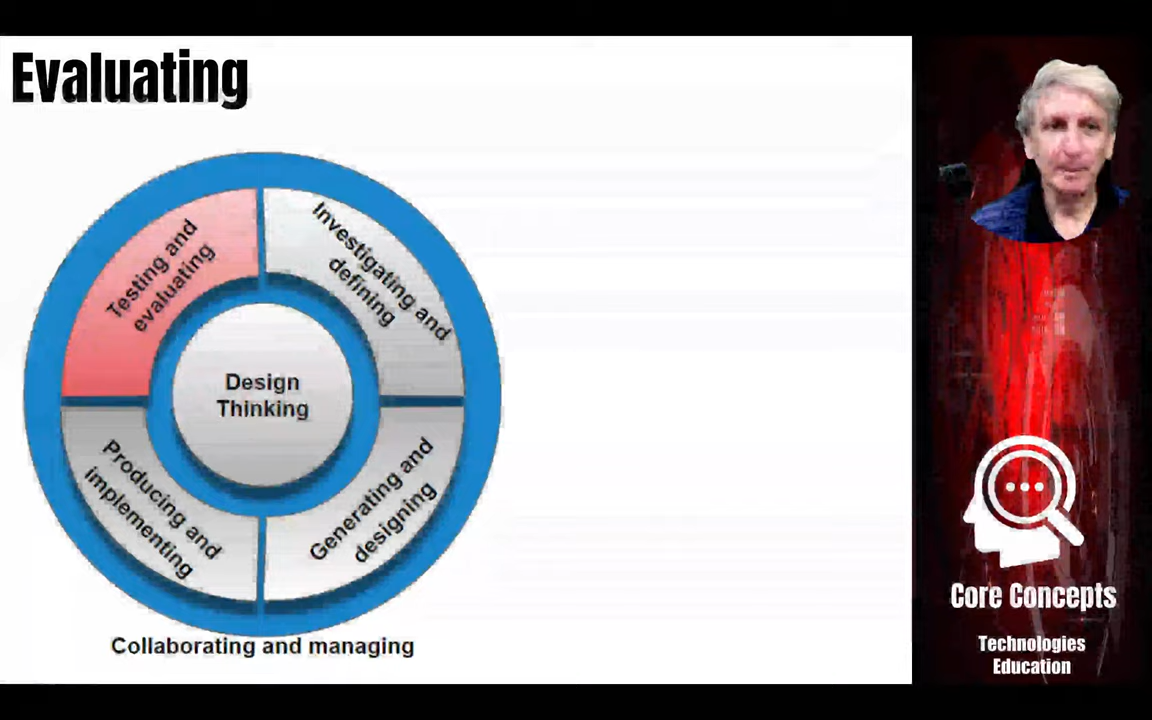 Evaluating
Testing and
evaluating
Investigating and
defining
Design
Thinking
Producing and
implementing
Generating and
designing
Collaborating and managing
Core Concepts
Technologies
Education